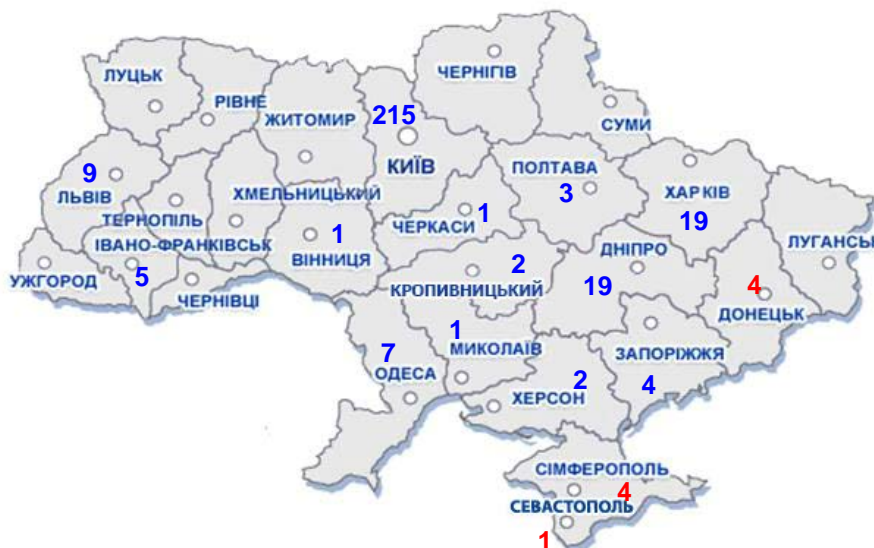 ЛУЦЬК
РІВНЕ
ЖИТОМИР
215
КИЇВ
ЧЕРНІГІВ
СУМИ
9
ЛЬВІВ
ТЕРНОПІЛЬ
ХМЕЛЬНИЦЬКИЙ
1
ВІННИЦЯ
ЧЕРКАСИ
1
ПОЛТАВА
3
ХАРКІВ
19
ЛУГАНСЬ
УЖГОРОД
ІВАНО-ФРАНКІВСЬК
5
ЧЕРНІВЦІ
2
КРОПИВНИЦЬКИЙ
ДНІПРО
19
4
ДОНЕЦЬК
7
ОДЕСА
1
МИКОЛАЇВ
2
ХЕРСОН
ЗАПОРІЖЖЯ
4
СІМФЕРОПОЛЬ
4
СЕВАСТОПОЛЬ
1